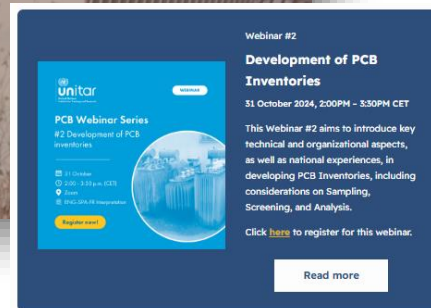 Webinar #2
Development of PCB
Inventories
31 October 2024, 2:00PM – 3:30PM CET
This Webinar #2 aims to introduce key
technical and organizational aspects,
as well as national experiences, in
developing PCB Inventories, including
considerations on Sampling,
Screening, and Analysis.
Click here to register for this webinar.
Read more
unitar
WEBINAR
PCB Webinar Series
#2 Development of PCB
inventories
31 October
2:00 - 3:30 p.m. (CET)
Zoom
ENG-SPA-FR Interpretation
Register now!